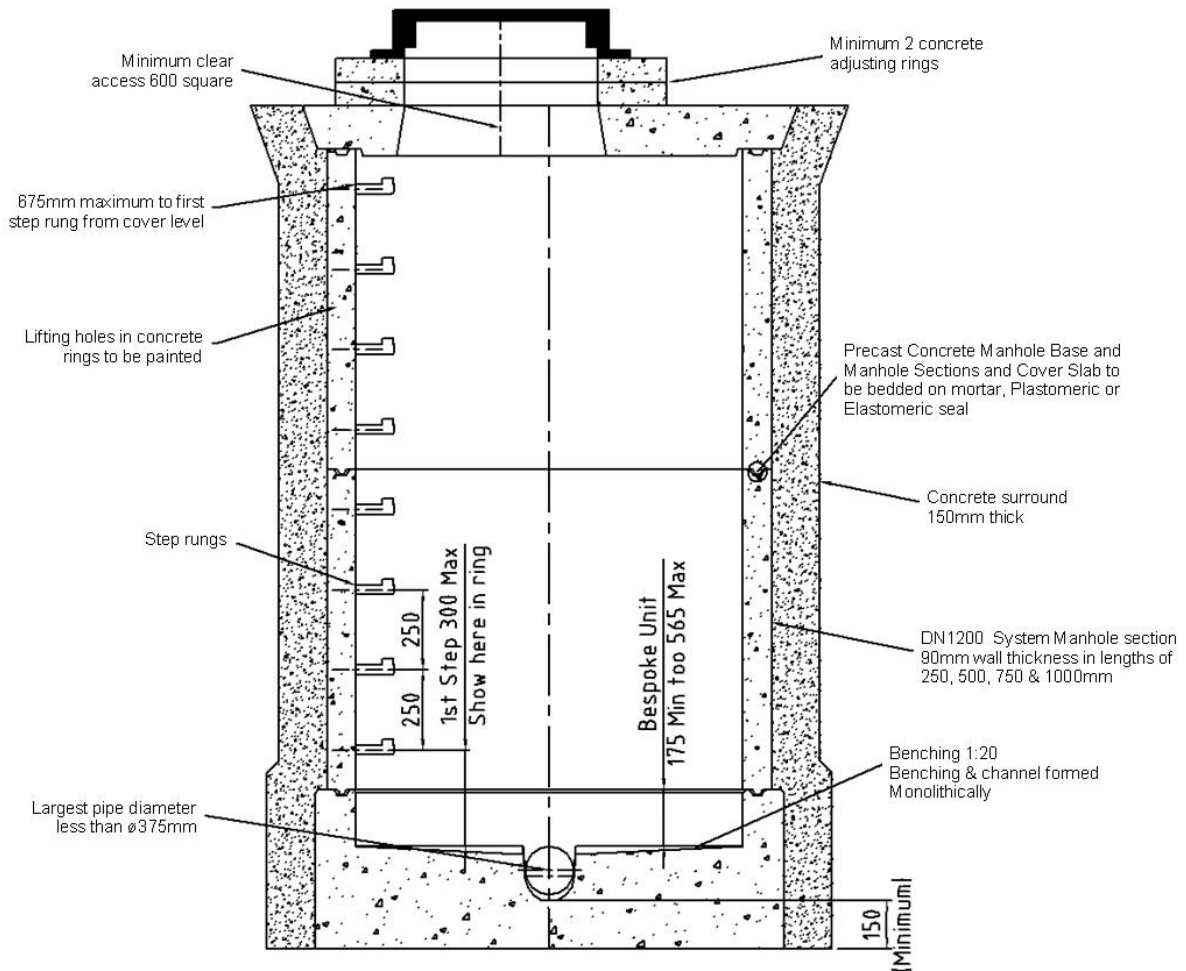 Minimum clear
access 600 square
Minimum 2 concrete
adjusting rings
675mm maximum to first
step rung from cover level
Lifting holes in concrete
rings to be painted
Precast Concrete Manhole Base and
Manhole Sections and Cover Slab to
be bedded on mortar, Plastomeric or
Elastomeric seal
Concrete surround
150mm thick
Step rungs
250
250
1st Step 300 Max
Show here in ring
Bespoke Unit
175 Min too 565 Max
DN1200 System Manhole section
90mm wall thickness in lengths of
250, 500, 750 & 1000mm
Benching 1:20
Benching & channel formed
Monolithically
Largest pipe diameter
less than ø375mm
150
(Minimum)